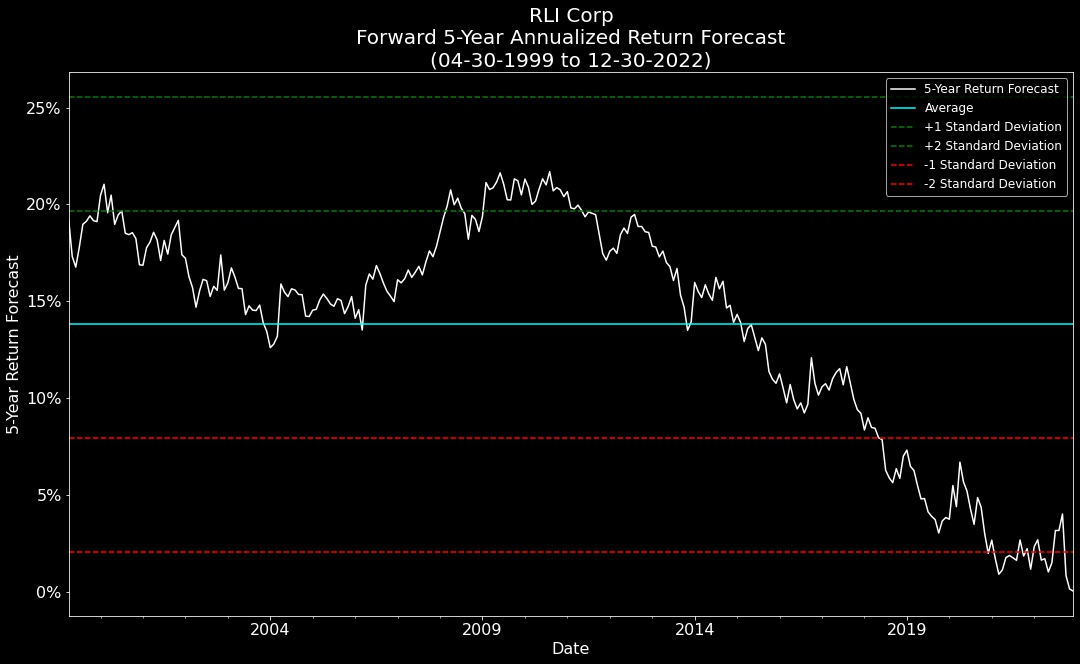 RLI Corp
Forward 5-Year Annualized Return Forecast
(04-30-1999 to 12-30-2022)
5-Year Return Forecast
Average
+1 Standard Deviation
+2 Standard Deviation
-1 Standard Deviation
-2 Standard Deviation
5-Year Return Forecast
25%
20%
15%
10%
5%
0%
2004
2009
2014
2019
Date